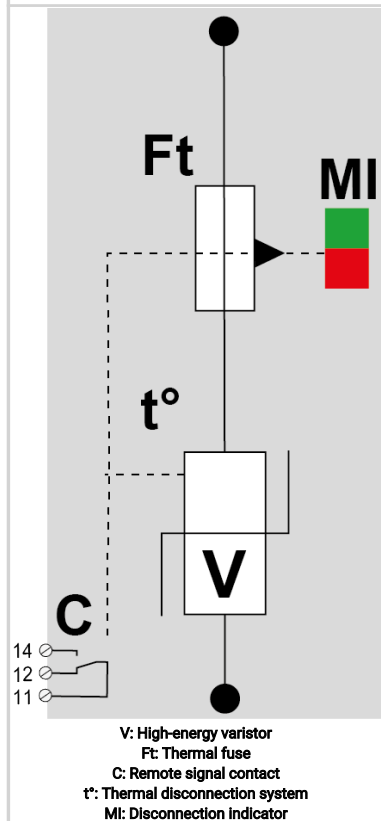 Ft
MI
t°
V
C
14
12
11
V: High-energy varistor
Ft: Thermal fuse
C: Remote signal contact
t°: Thermal disconnection system
MI: Disconnection indicator